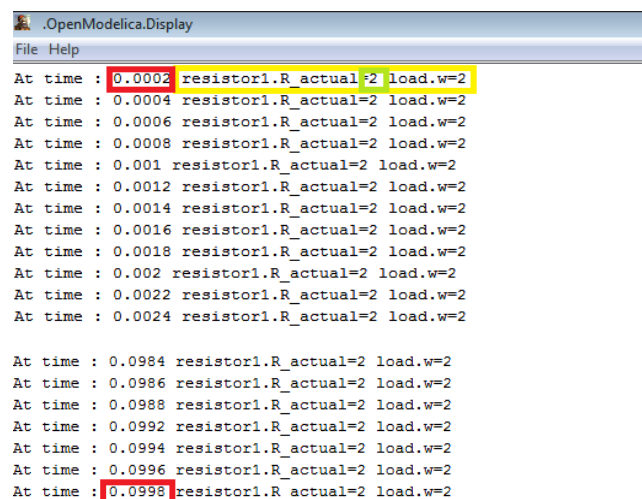 .OpenModelica.Display
File Help
At time : 0.0002 resistor1.R_actual=2 load.w=2
At time : 0.0004 resistor1.R_actual=2 load.w=2
At time : 0.0006 resistor1.R_actual=2 load.w=2
At time : 0.0008 resistor1.R_actual=2 load.w=2
At time : 0.001 resistor1.R_actual=2 load.w=2
At time : 0.0012 resistor1.R_actual=2 load.w=2
At time : 0.0014 resistor1.R_actual=2 load.w=2
At time : 0.0016 resistor1.R_actual=2 load.w=2
At time : 0.0018 resistor1.R_actual=2 load.w=2
At time : 0.002 resistor1.R_actual=2 load.w=2
At time : 0.0022 resistor1.R_actual=2 load.w=2
At time : 0.0024 resistor1.R_actual=2 load.w=2
At time : 0.0984 resistor1.R_actual=2 load.w=2
At time : 0.0986 resistor1.R_actual=2 load.w=2
At time : 0.0988 resistor1.R_actual=2 load.w=2
At time : 0.0992 resistor1.R_actual=2 load.w=2
At time : 0.0994 resistor1.R_actual=2 load.w=2
At time : 0.0996 resistor1.R_actual=2 load.w=2
At time : 0.0998 resistor1.R_actual=2 load.w=2